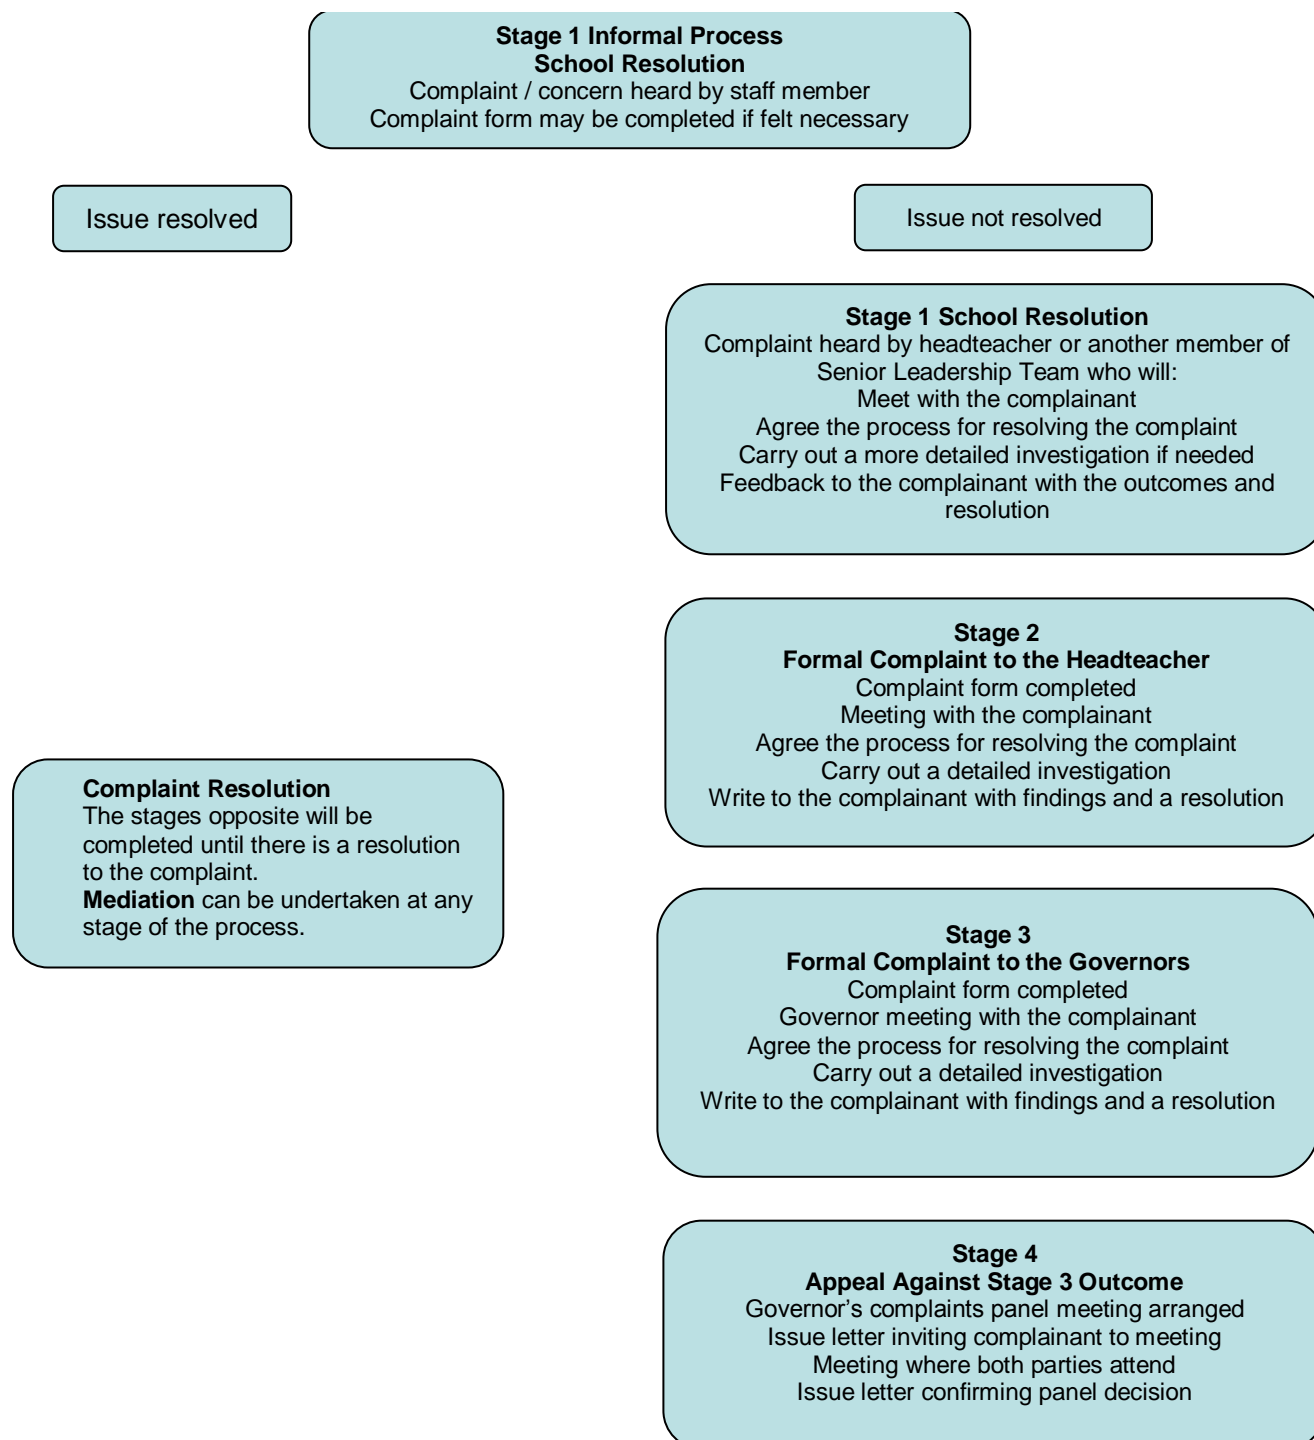 Stage 1 Informal Process
School Resolution
Complaint / concern heard by staff member
Complaint form may be completed if felt necessary
Issue resolved
Issue not resolved
Stage 1 School Resolution
Complaint heard by headteacher or another member of
Senior Leadership Team who will:
Meet with the complainant
Agree the process for resolving the complaint
Carry out a more detailed investigation if needed
Feedback to the complainant with the outcomes and
resolution
Stage 2
Formal Complaint to the Headteacher
Complaint form completed
Meeting with the complainant
Agree the process for resolving the complaint
Carry out a detailed investigation
Write to the complainant with findings and a resolution
Complaint Resolution
The stages opposite will be
completed until there is a resolution
to the complaint.
Mediation can be undertaken at any
stage of the process.
Stage 3
Formal Complaint to the Governors
Complaint form completed
Governor meeting with the complainant
Agree the process for resolving the complaint
Carry out a detailed investigation
Write to the complainant with findings and a resolution
Stage 4
Appeal Against Stage 3 Outcome
Governor’s complaints panel meeting arranged
Issue letter inviting complainant to meeting
Meeting where both parties attend
Issue letter confirming panel decision